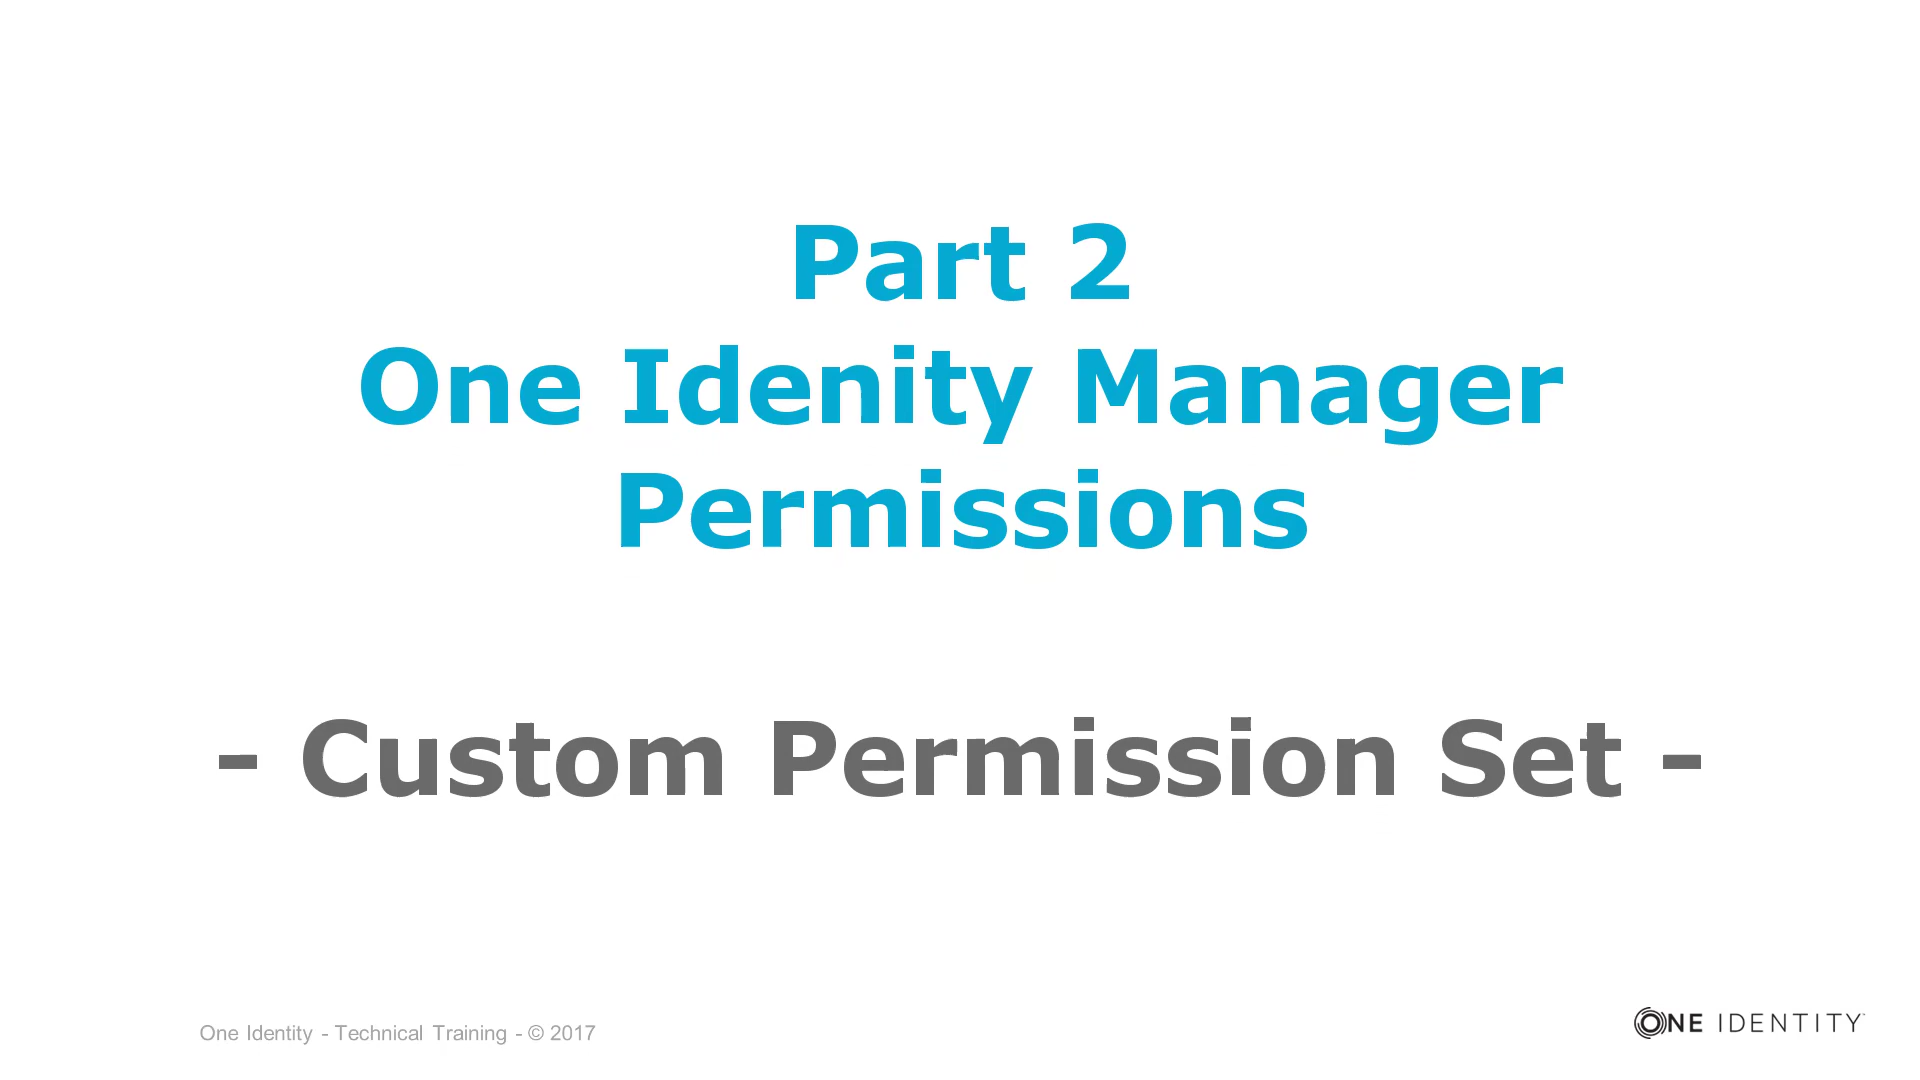 Part 2
One Idenity Manager
Permissions
- Custom Permission Set -
One Identity - Technical Training - © 2017
ONE IDENTITY